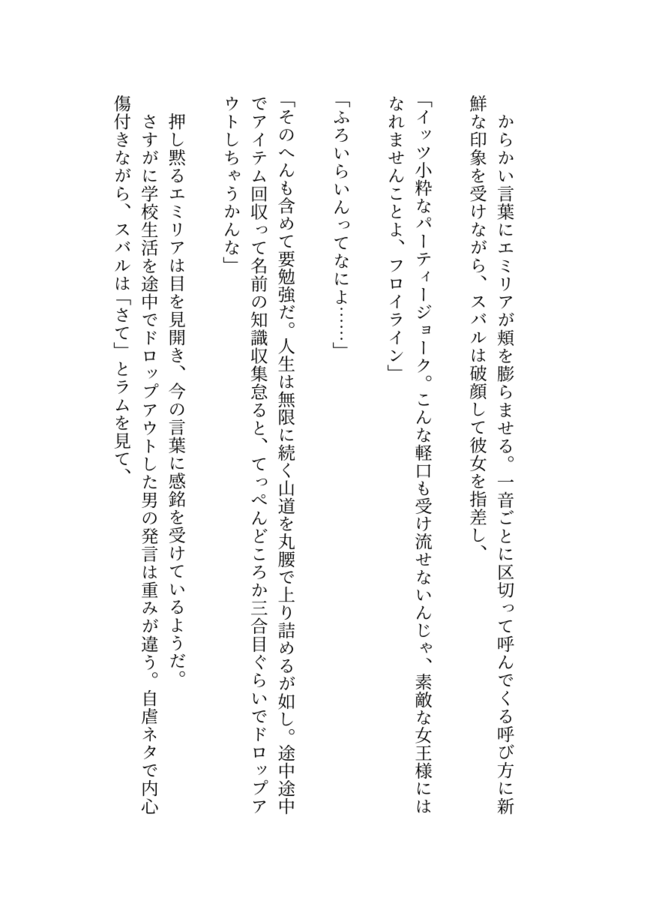 からかい言葉にエミリアが頬を膨らませる。一音ごとに区切って呼んでくる呼び方に新
鮮な印象を受けながら、スバルは破顔して彼女を指差し、
「イッツ小粋なパーティージョーク。こんな軽口も受け流せないんじゃ、素敵な女王様には
なれませんことよ、フロイライン」
「ふろいらいんってなによ……」
「そのへんも含めて要勉強だ。人生は無限に続く山道を丸腰で上り詰めるが如し。途中途中
でアイテム回収って名前の知識収集怠ると、てっぺんどころか三合目ぐらいでドロップア
ウトしちゃうかんな」
押し黙るエミリアは目を見開き、今の言葉に感銘を受けているようだ。
さすがに学校生活を途中でドロップアウトした男の発言は重みが違う。自虐ネタで内心
傷付きながら、スバルは「さて」とラムを見て、